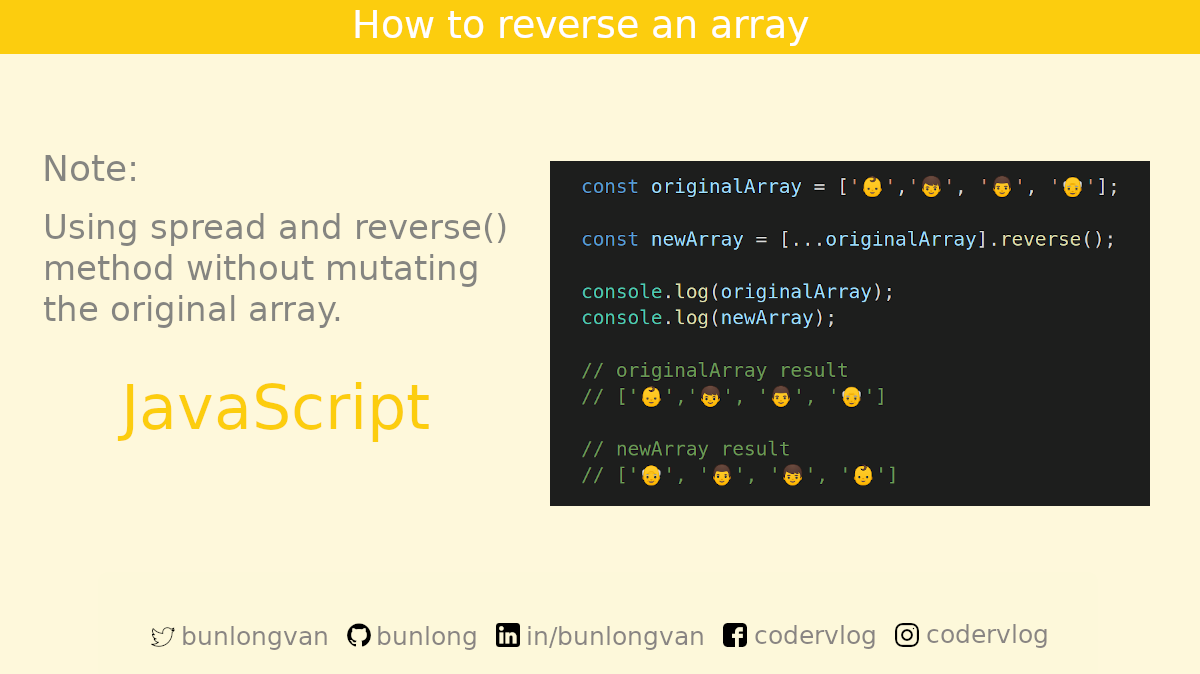 How to reverse an array
Note:
Using spread and reverse()
method without mutating
the original array.
JavaScript
const originalArray = ['👶','👦', '👨', '👴'];
const newArray = [...originalArray].reverse();
console.log(originalArray);
console.log(newArray);
// originalArray result
// ['👶','👦', '👨', '👴']
// newArray result
// ['👴', '👨', '👦', '👶']
bunlongvan bunlong in/bunlongvan codervlog codervlog